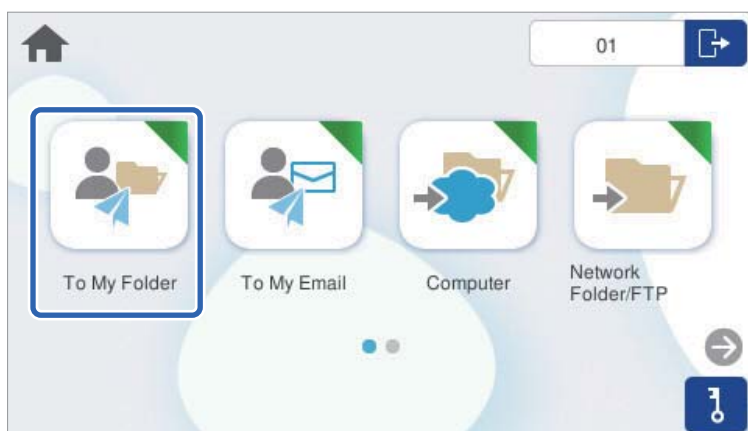 01
To My Folder
To My Email
Computer
Network
Folder/FTP